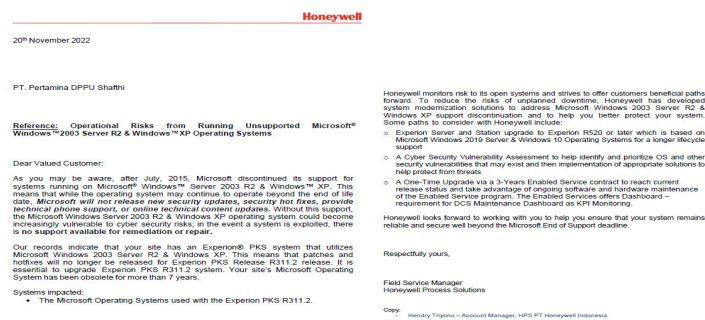 Honeywell
20th November 2022
PT. Pertamina DPPU Shafthi
Reference: Operational Risks from Running Unsupported Microsoft®
Windows™2003 Server R2 & Windows™XP Operating Systems
Dear Valued Customer:
As you may be aware, after July, 2015, Microsoft discontinued its support for
systems running on Microsoft® Windows™ Server 2003 R2 & Windows™ XP. This
means that while the operating system may continue to operate beyond the end of life
date, Microsoft will not release new security updates, security hot fixes, provide
technical phone support, or online technical content updates. Without this support,
the Microsoft Windows Server 2003 R2 & Windows XP operating system could become
increasingly vulnerable to cyber security risks; in the event a system is exploited, there
is no support available for remediation or repair.
Our records indicate that your site has an Experion® PKS system that utilizes
Microsoft Windows 2003 Server R2 & Windows XP. This means that patches and
hotfixes will no longer be released for Experion PKS Release R311.2 release. It is
essential to upgrade Experion PKS R311.2 system. Your site's Microsoft Operating
System has been obsolete for more than 7 years.
Systems impacted:
• The Microsoft Operating Systems used with the Experion PKS R311.2.
Honeywell monitors risk to its open systems and strives to offer customers beneficial paths
forward. To reduce the risks of unplanned downtime, Honeywell has developed
system modernization solutions to address Microsoft Windows 2003 Server R2 &
Windows XP support discontinuation and to help you better protect your system.
Some paths to consider with Honeywell include:
o Experion Server and Station upgrade to Experion R520 or later which is based on
Microsoft Windows 2019 Server & Windows 10 Operating Systems for a longer lifecycle
support
o A Cyber Security Vulnerability Assessment to help identify and prioritize OS and other
security vulnerabilities that may exist and then implementation of appropriate solutions to
help protect from threats
o A One-Time Upgrade via a 3-Years Enabled Service contract to reach current
release status and take advantage of ongoing software and hardware maintenance
of the Enabled Service program. The Enabled Services offers Dashboard –
requirement for DCS Maintenance Dashboard as KPI Monitoring.
Honeywell looks forward to working with you to help you ensure that your system remains
reliable and secure well beyond the Microsoft End of Support deadline.
Respectfully yours,
Field Service Manager
Honeywell Process Solutions
Copy:
- Hendry Triyono – Account Manager, HPS PT Honeywell Indonesia